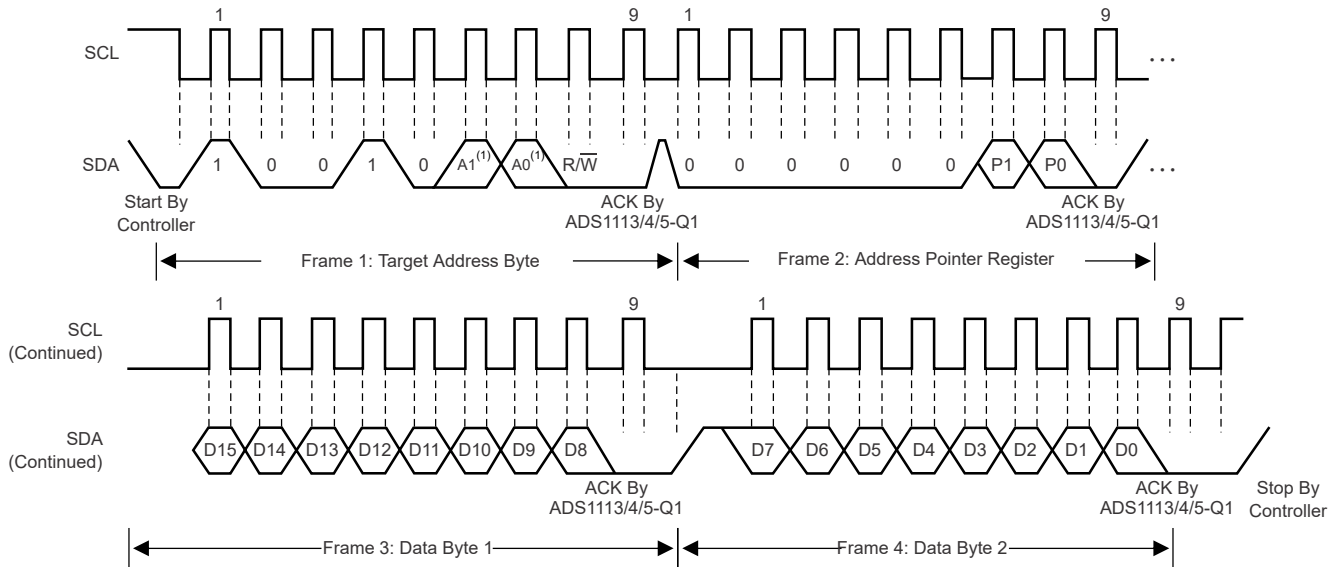 1 9 1 9
SCL ...
SDA 1 0 0 1 0 A1(1) A0(1) R/W̅ 0 0 0 0 0 0 P1 P0 ...
Start By
Controller
ACK By
ADS1113/4/5-Q1
ACK By
ADS1113/4/5-Q1
Frame 1: Target Address Byte
Frame 2: Address Pointer Register
1 9 1 9
SCL
(Continued)
SDA
(Continued)
D15 D14 D13 D12 D11 D10 D9 D8 D7 D6 D5 D4 D3 D2 D1 D0
ACK By
ADS1113/4/5-Q1
ACK By
ADS1113/4/5-Q1
Stop By
Controller
Frame 3: Data Byte 1
Frame 4: Data Byte 2